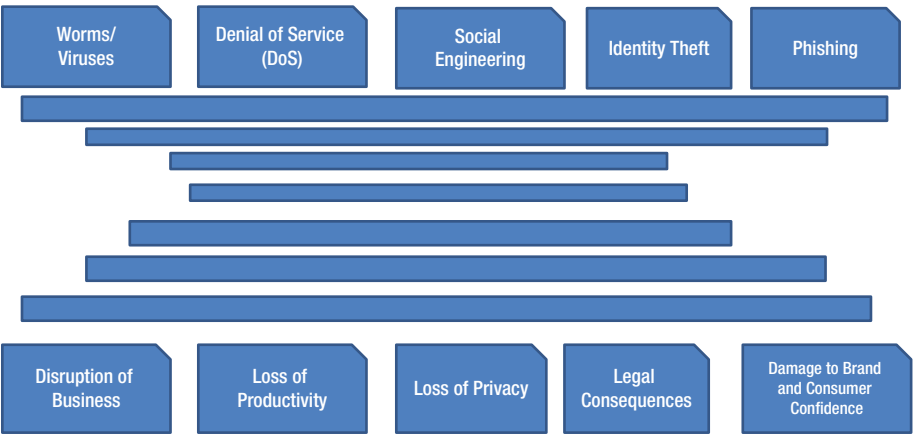 Worms/
Viruses
Denial of Service
(DoS)
Social
Engineering
Identity Theft
Phishing
Disruption of
Business
Loss of
Productivity
Loss of Privacy
Legal
Consequences
Damage to Brand
and Consumer
Confidence